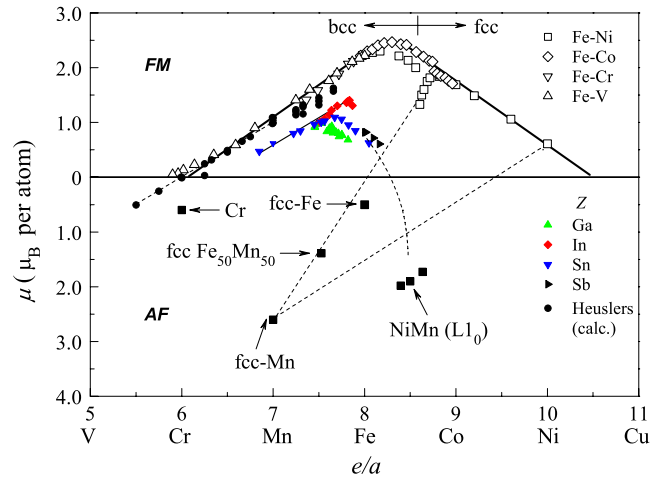 bcc fcc
3.0
2.0
1.0
0
1.0
2.0
3.0
4.0
μ ( μB per atom)
FM
AF
Fe-Ni
Fe-Co
Fe-Cr
Fe-V
Z
Ga
In
Sn
Sb
Heuslers
(calc.)
Cr
fcc-Fe
fcc Fe50Mn50
fcc-Mn
NiMn (L10)
5 6 7 8 9 10 11
V Cr Mn Fe Co Ni Cu
e/a